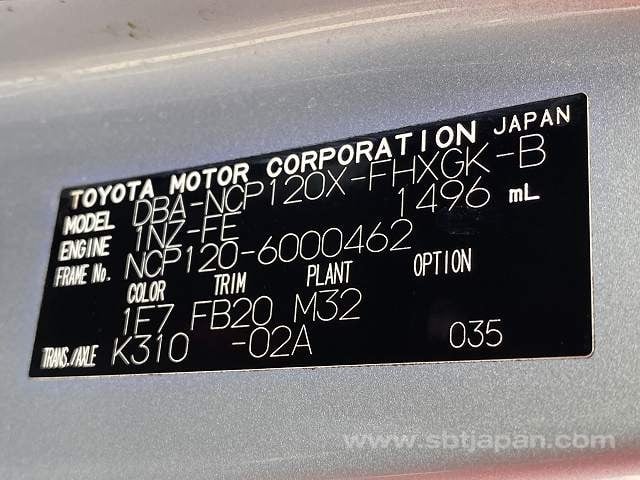 TOYOTA MOTOR CORPORATION JAPAN
MODEL DBA-NCP120X-FHXGK-B
ENGINE 1NZ-FE 1496 mL
FRAME No. NCP120-6000462
COLOR TRIM PLANT OPTION
1F7 FB20 M32
TRANS./AXLE K310 -02A 035
www.sbtjapan.com